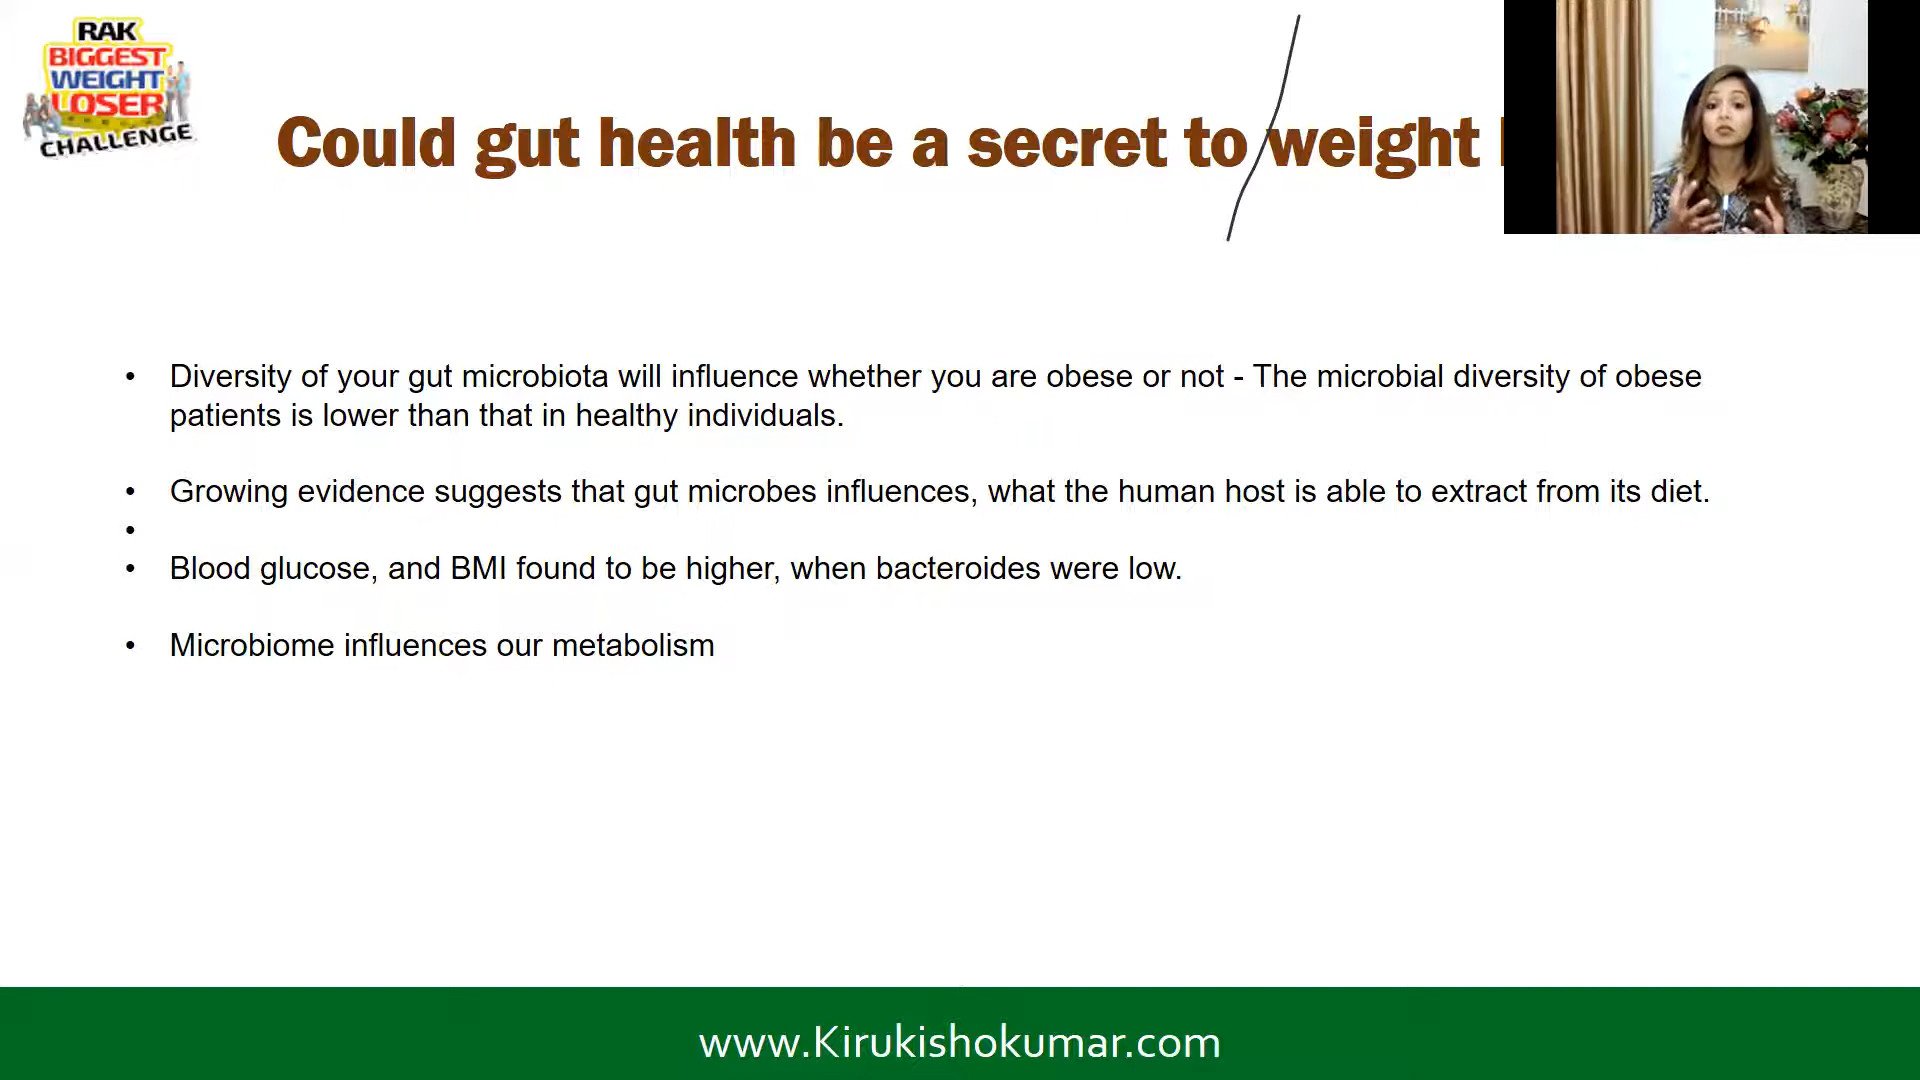 RAK
BIGGEST
WEIGHT
LOSER
CHALLENGE
Could gut health be a secret to weight
• Diversity of your gut microbiota will influence whether you are obese or not - The microbial diversity of obese
patients is lower than that in healthy individuals.
• Growing evidence suggests that gut microbes influences, what the human host is able to extract from its diet.
•
• Blood glucose, and BMI found to be higher, when bacteroides were low.
• Microbiome influences our metabolism
www.Kirukishokumar.com